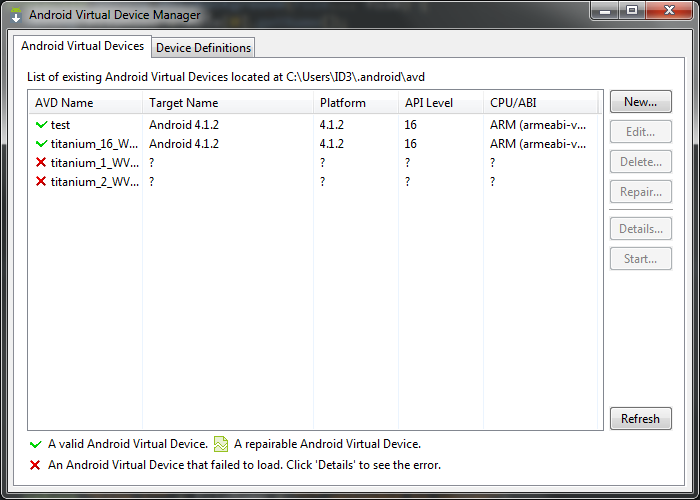 Android Virtual Device Manager
Android Virtual Devices Device Definitions
List of existing Android Virtual Devices located at C:\Users\ID3\.android\avd
AVD Name Target Name Platform API Level CPU/ABI New...
test Android 4.1.2 4.1.2 16 ARM (armeabi-v...
Edit...
titanium_16_WV... Android 4.1.2 4.1.2 16 ARM (armeabi-v...
titanium_1_WV... ? ? ? ? Delete...
titanium_2_WV... ? ? ? ? Repair...
Details...
Start...
Refresh
A valid Android Virtual Device. A repairable Android Virtual Device.
An Android Virtual Device that failed to load. Click 'Details' to see the error.